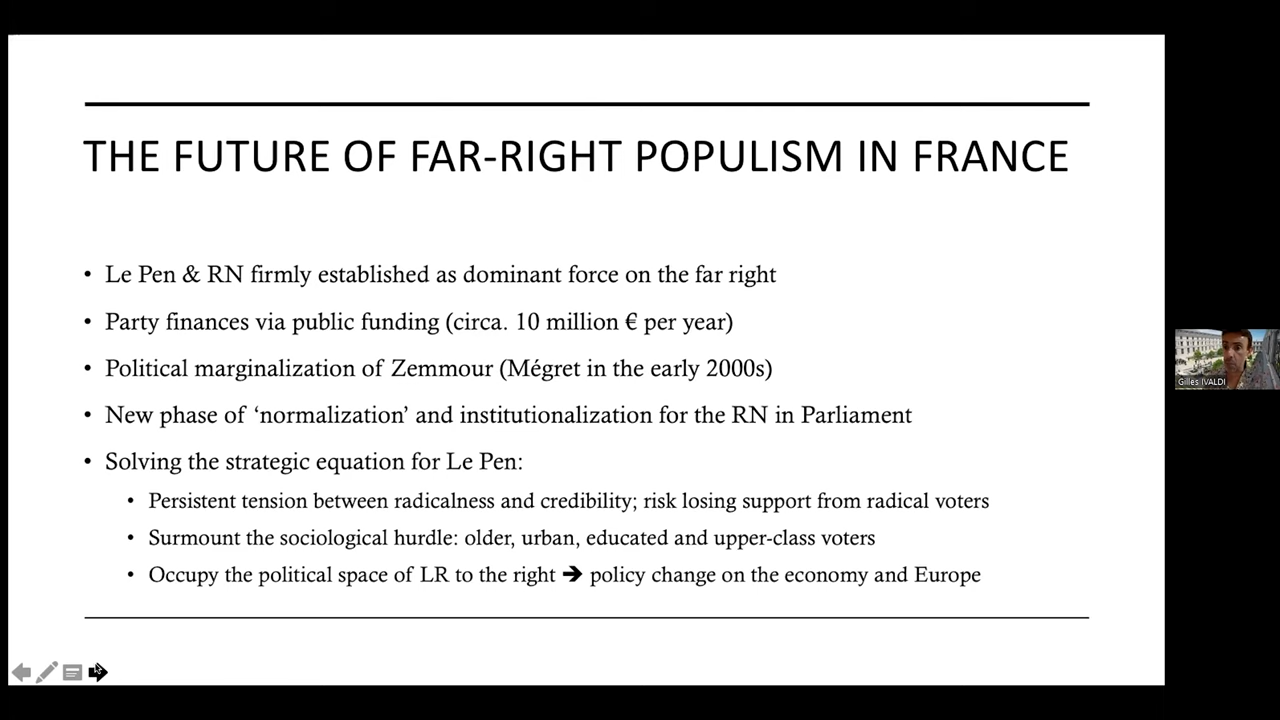 THE FUTURE OF FAR-RIGHT POPULISM IN FRANCE
• Le Pen & RN firmly established as dominant force on the far right
• Party finances via public funding (circa. 10 million € per year)
• Political marginalization of Zemmour (Mégret in the early 2000s)
• New phase of ‘normalization’ and institutionalization for the RN in Parliament
• Solving the strategic equation for Le Pen:
• Persistent tension between radicalness and credibility; risk losing support from radical voters
• Surmount the sociological hurdle: older, urban, educated and upper-class voters
• Occupy the political space of LR to the right ➔ policy change on the economy and Europe
Gilles IVALDI